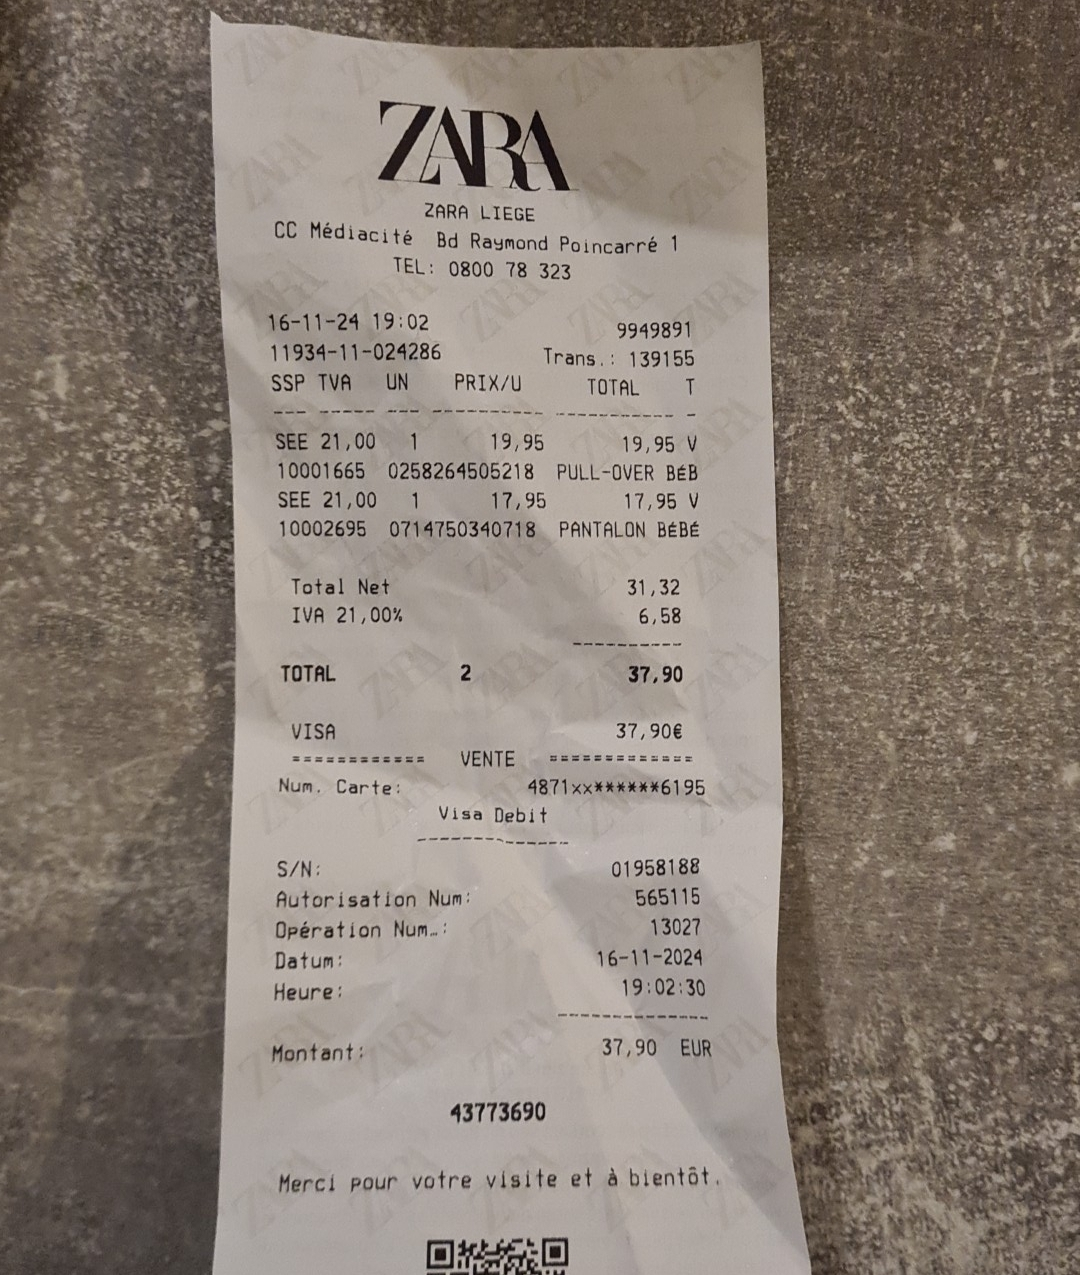 ZARA
ZARA LIEGE
CC Médiacité  Bd Raymond Poincarré 1
TEL: 0800 78 323
16-11-24 19:02 9949891
11934-11-024286 Trans.: 139155
SSP TVA UN PRIX/U TOTAL T
--- ----- --- ---------- ----------- -
SEE 21,00 1 19,95 19,95 V
10001665 0258264505218 PULL-OVER BÉB
SEE 21,00 1 17,95 17,95 V
10002695 0714750340718 PANTALON BÉBÉ
Total Net 31,32
IVA 21,00% 6,58
----------
TOTAL 2 37,90
VISA 37,90€
============ VENTE =============
Num. Carte: 4871xx******6195
Visa Debit
--------------
S/N: 01958188
Autorisation Num: 565115
Opération Num…: 13027
Datum: 16-11-2024
Heure: 19:02:30
--------------
Montant: 37,90 EUR
43773690
Merci pour votre visite et à bientôt.